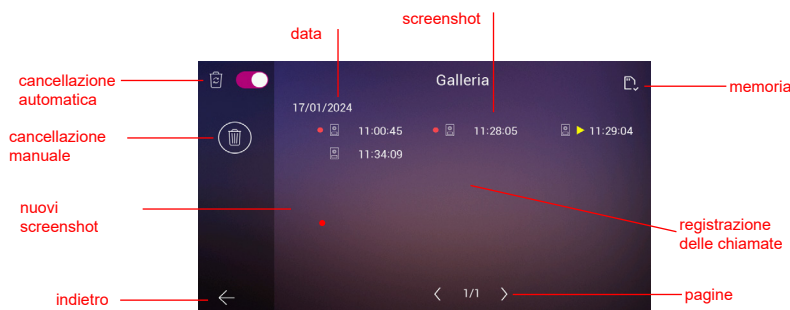 screenshot
data
cancellazione
automatica
Galleria
memoria
17/01/2024
cancellazione
manuale
11:00:45 11:28:05 11:29:04
11:34:09
nuovi
screenshot
registrazione
delle chiamate
indietro
1/1
pagine